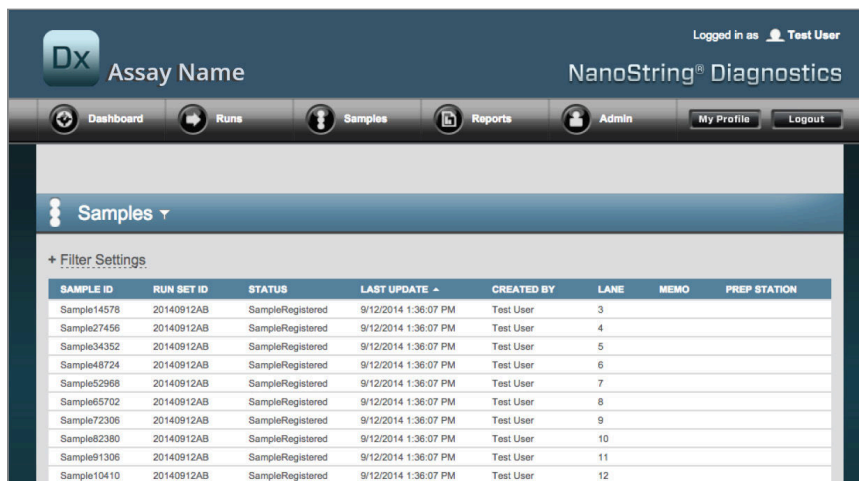 Logged in as Test User
Dx Assay Name
NanoString® Diagnostics
Dashboard Runs Samples Reports Admin My Profile Logout
Samples
+ Filter Settings
SAMPLE ID RUN SET ID STATUS LAST UPDATE CREATED BY LANE MEMO PREP STATION
Sample14578 20140912AB SampleRegistered 9/12/2014 1:36:07 PM Test User 3
Sample27456 20140912AB SampleRegistered 9/12/2014 1:36:07 PM Test User 4
Sample34352 20140912AB SampleRegistered 9/12/2014 1:36:07 PM Test User 5
Sample48724 20140912AB SampleRegistered 9/12/2014 1:36:07 PM Test User 6
Sample52968 20140912AB SampleRegistered 9/12/2014 1:36:07 PM Test User 7
Sample65702 20140912AB SampleRegistered 9/12/2014 1:36:07 PM Test User 8
Sample72306 20140912AB SampleRegistered 9/12/2014 1:36:07 PM Test User 9
Sample82380 20140912AB SampleRegistered 9/12/2014 1:36:07 PM Test User 10
Sample91306 20140912AB SampleRegistered 9/12/2014 1:36:07 PM Test User 11
Sample10410 20140912AB SampleRegistered 9/12/2014 1:36:07 PM Test User 12